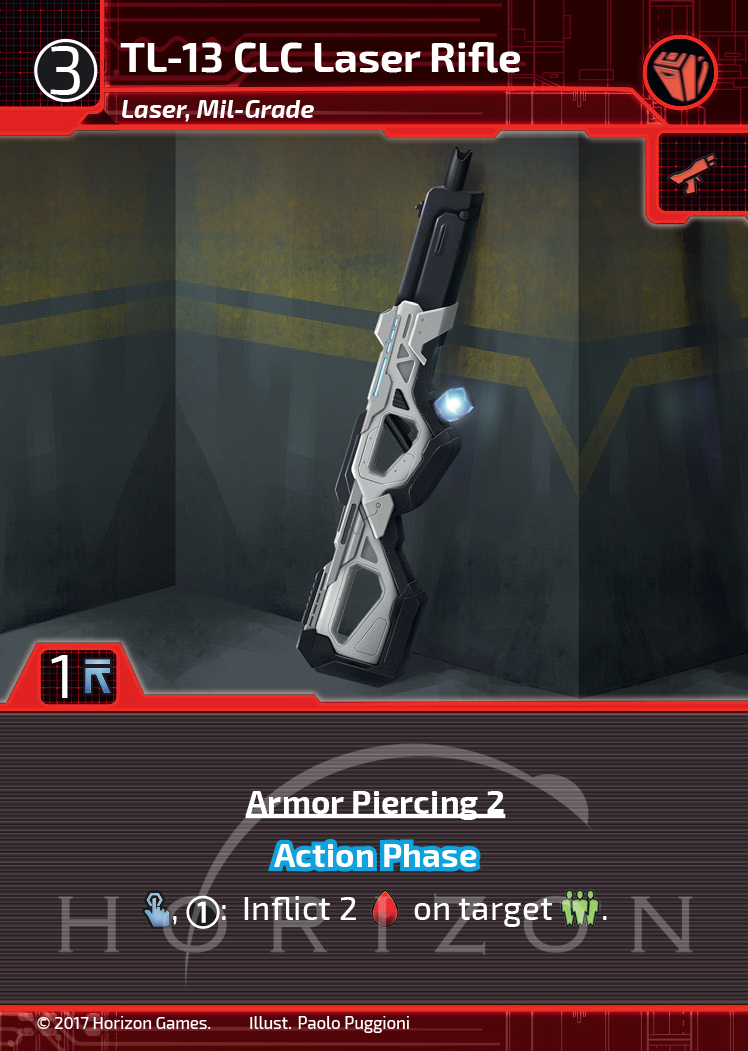 3
TL-13 CLC Laser Rifle
Laser, Mil-Grade
1
Armor Piercing 2
Action Phase
, 1: Inflict 2 on target .
HORIZON
© 2017 Horizon Games. Illust. Paolo Puggioni